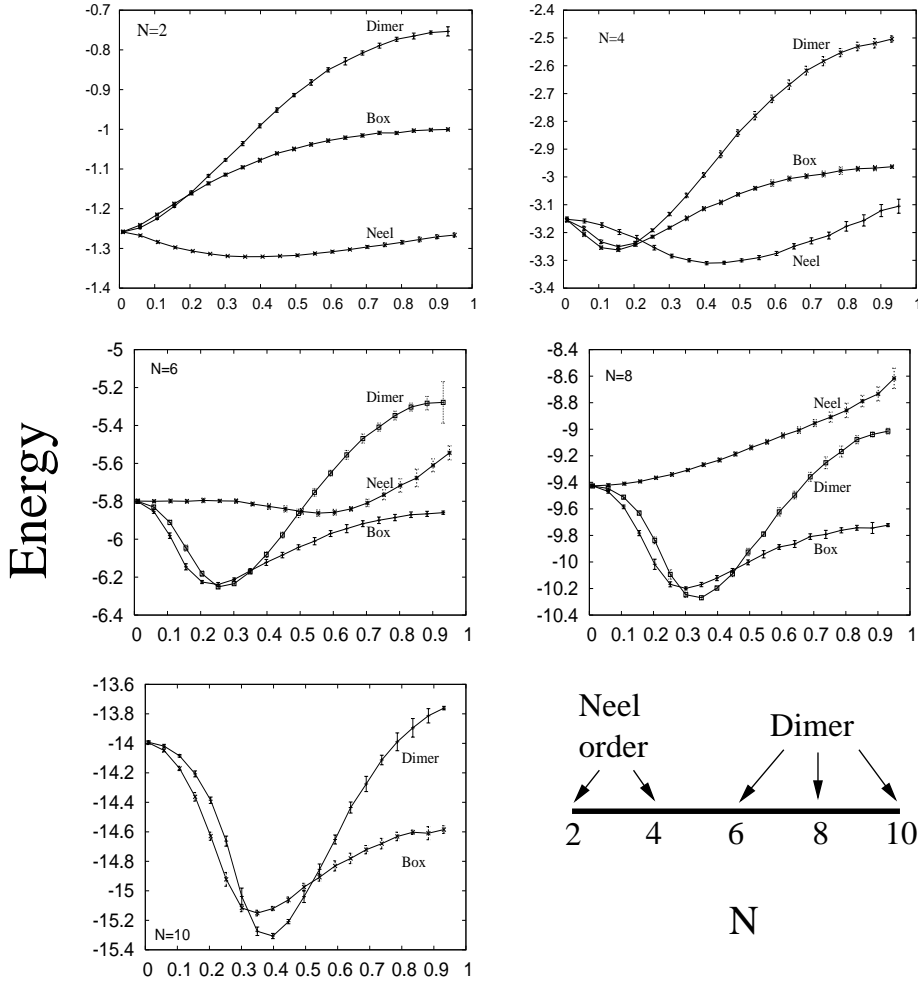 Energy
N=2
-0.7
-0.8
-0.9
-1
-1.1
-1.2
-1.3
-1.4
Dimer
Box
Neel
0 0.1 0.2 0.3 0.4 0.5 0.6 0.7 0.8 0.9 1
N=4
-2.4
-2.5
-2.6
-2.7
-2.8
-2.9
-3
-3.1
-3.2
-3.3
-3.4
Dimer
Box
Neel
0 0.1 0.2 0.3 0.4 0.5 0.6 0.7 0.8 0.9 1
N=6
-5
-5.2
-5.4
-5.6
-5.8
-6
-6.2
-6.4
Dimer
Neel
Box
0 0.1 0.2 0.3 0.4 0.5 0.6 0.7 0.8 0.9 1
N=8
-8.4
-8.6
-8.8
-9
-9.2
-9.4
-9.6
-9.8
-10
-10.2
-10.4
Neel
Dimer
Box
0 0.1 0.2 0.3 0.4 0.5 0.6 0.7 0.8 0.9 1
-13.6
-13.8
-14
-14.2
-14.4
-14.6
-14.8
-15
-15.2
-15.4
Dimer
Box
N=10
0 0.1 0.2 0.3 0.4 0.5 0.6 0.7 0.8 0.9 1
Neel
order
Dimer
2 4 6 8 10
N